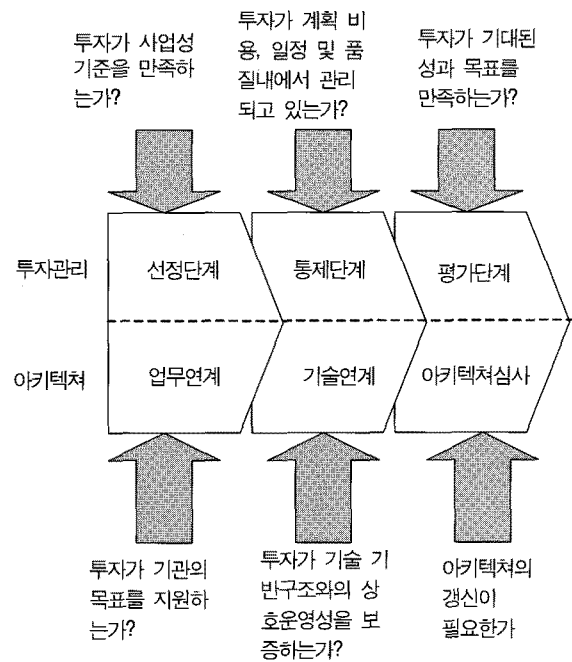 투자가 사업성
기준을 만족하
는가?
투자가 계획 비
용, 일정 및 품
질내에서 관리
되고 있는가?
투자가 기대된
성과 목표를
만족하는가?
투자관리
선정단계
통제단계
평가단계
아키텍쳐
업무연계
기술연계
아키텍쳐심사
투자가 기관의
목표를 지원하
는가?
투자가 기술 기
반구조와의 상
호운영성을 보
증하는가?
아키텍쳐의
갱신이
필요한가